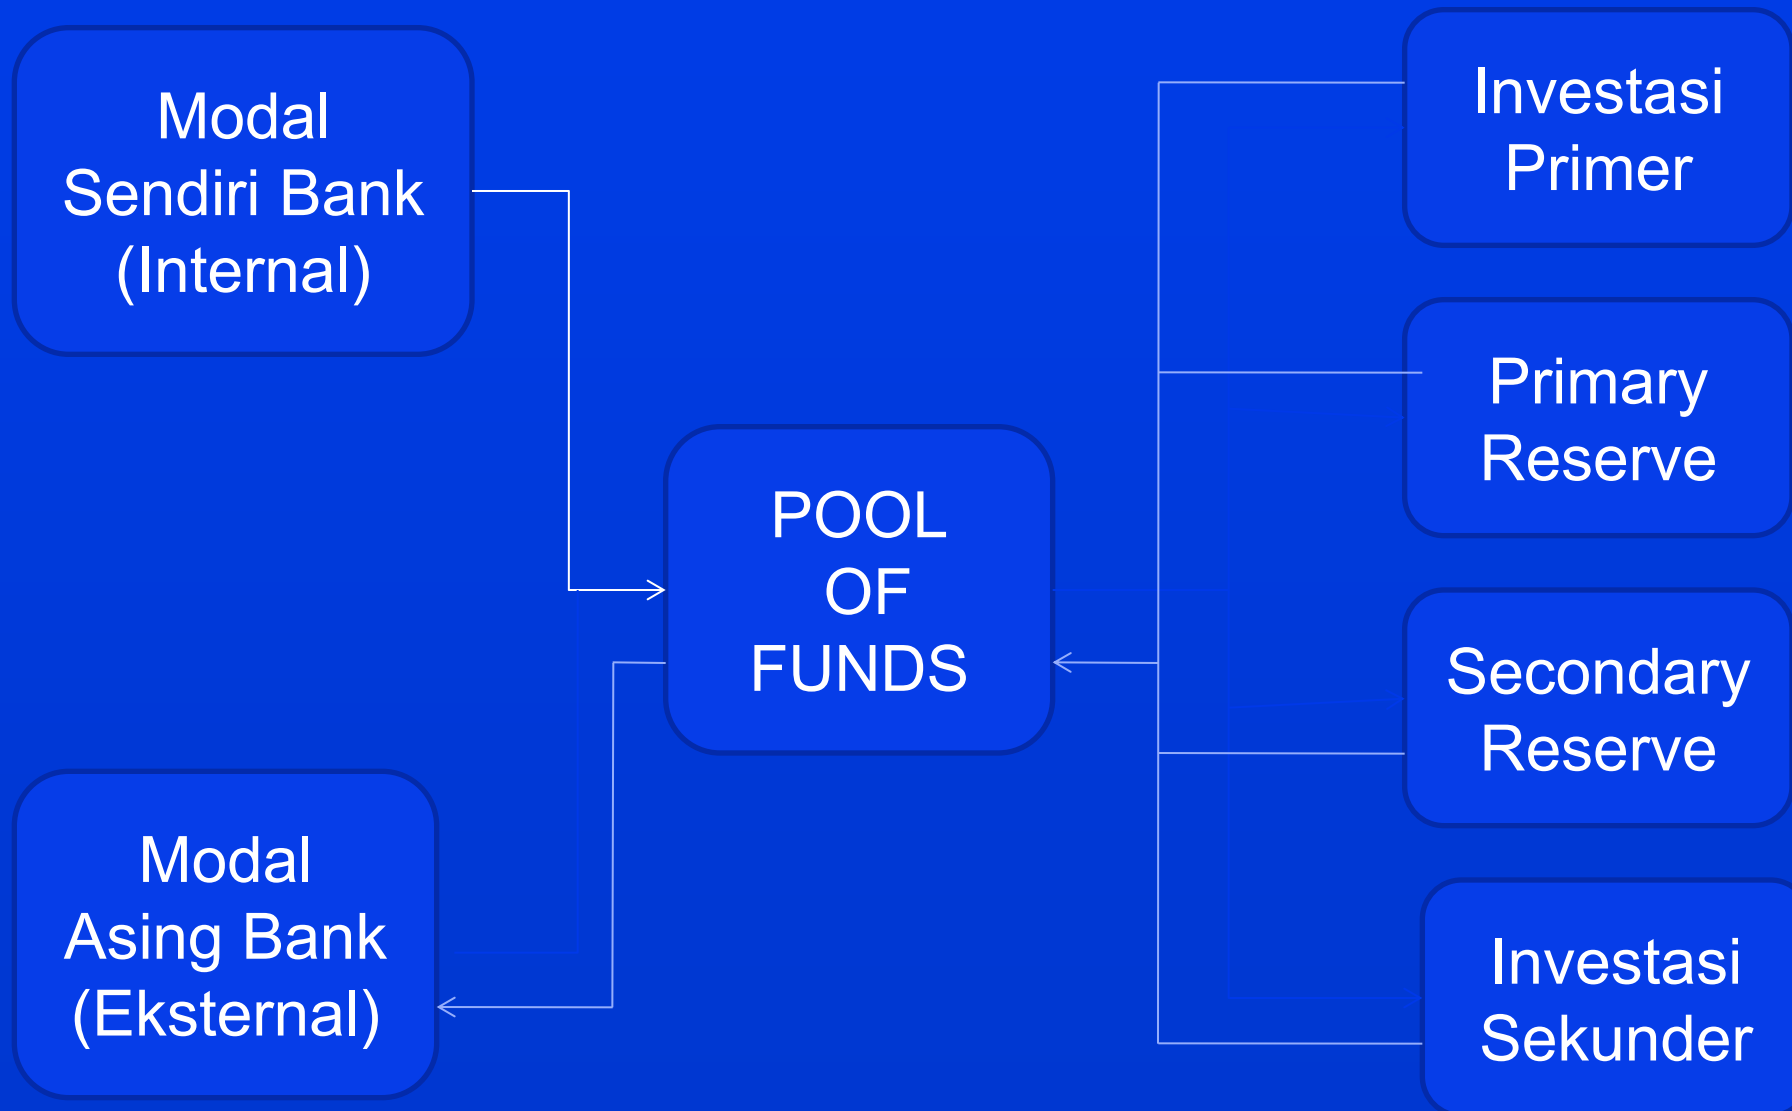 Modal
Sendiri Bank
(Internal)
Modal
Asing Bank
(Eksternal)
POOL
OF
FUNDS
Investasi
Primer
Primary
Reserve
Secondary
Reserve
Investasi
Sekunder